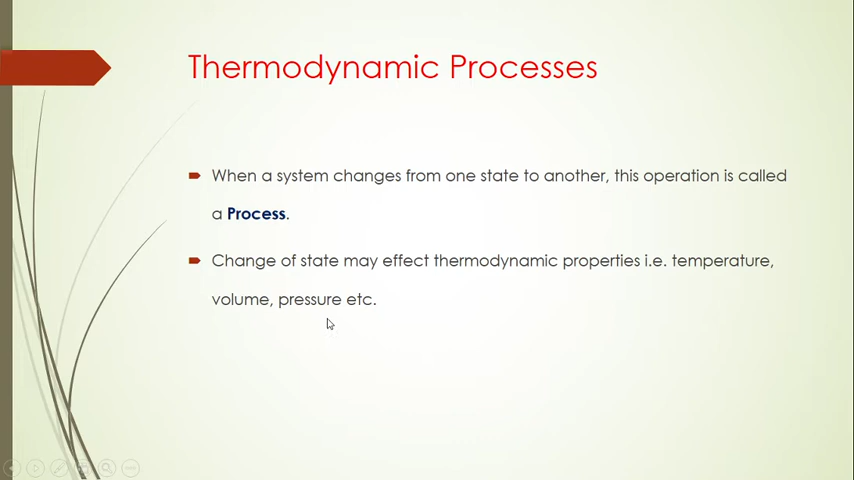 Thermodynamic Processes
When a system changes from one state to another, this operation is called
a Process.
Change of state may effect thermodynamic properties i.e. temperature,
volume, pressure etc.